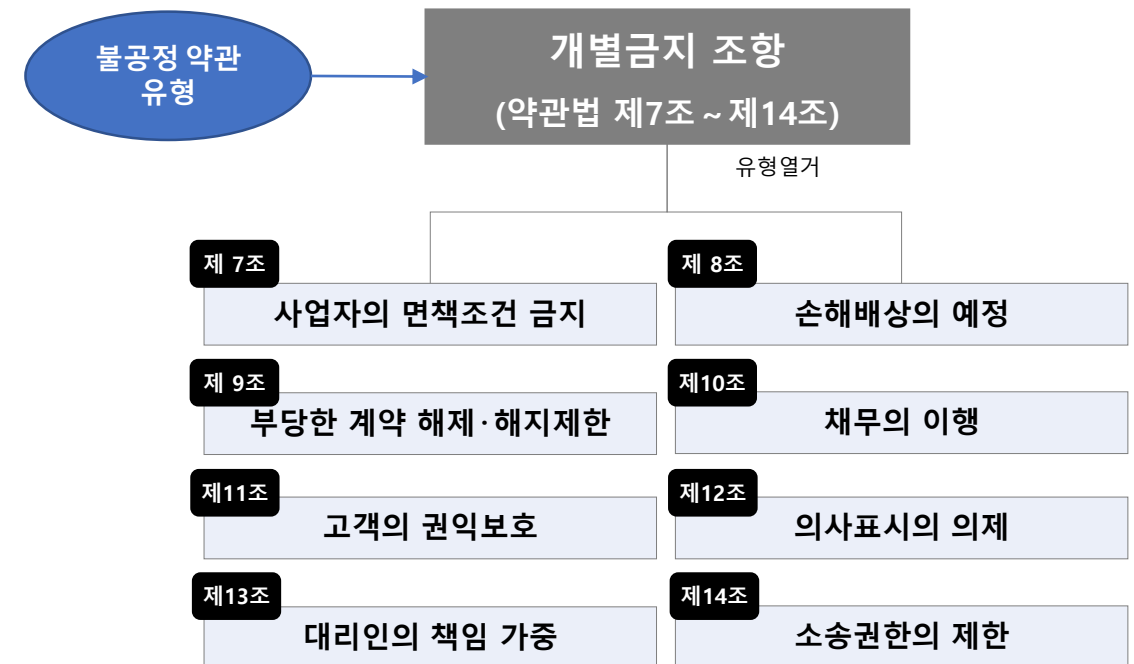 불공정 약관
유형
개별금지 조항
(약관법 제7조 ~ 제14조)
유형열거
제 7조
사업자의 면책조건 금지
제 8조
손해배상의 예정
제 9조
부당한 계약 해제·해지제한
제10조
채무의 이행
제11조
고객의 권익보호
제12조
의사표시의 의제
제13조
대리인의 책임 가중
제14조
소송권한의 제한